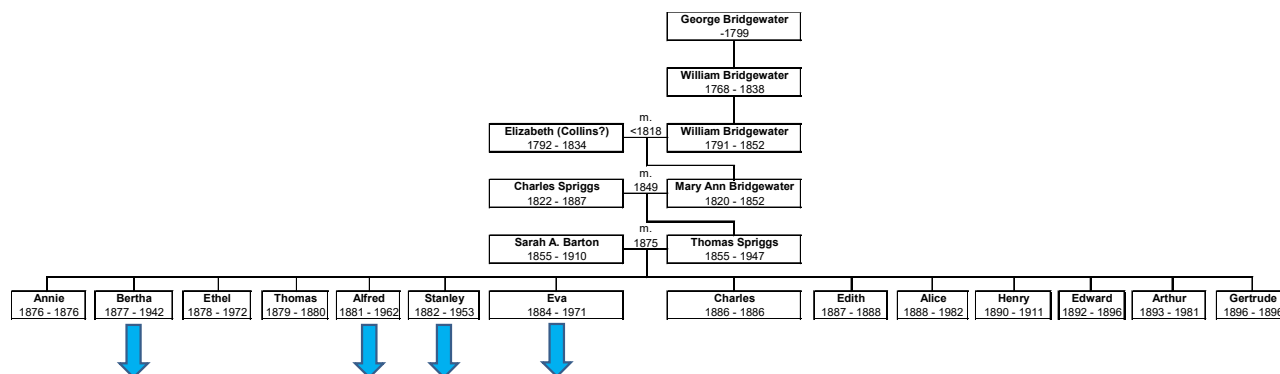 George Bridgewater
-1799
William Bridgewater
1768 - 1838
m.
<1818
Elizabeth (Collins?)
1792 - 1834
William Bridgewater
1791 - 1852
m.
1849
Charles Spriggs
1822 - 1887
Mary Ann Bridgewater
1820 - 1852
m.
1875
Sarah A. Barton
1855 - 1910
Thomas Spriggs
1855 - 1947
Annie
1876 - 1876
Bertha
1877 - 1942
Ethel
1878 - 1972
Thomas
1879 - 1880
Alfred
1881 - 1962
Stanley
1882 - 1953
Eva
1884 - 1971
Charles
1886 - 1886
Edith
1887 - 1888
Alice
1888 - 1982
Henry
1890 - 1911
Edward
1892 - 1896
Arthur
1893 - 1981
Gertrude
1896 - 1896